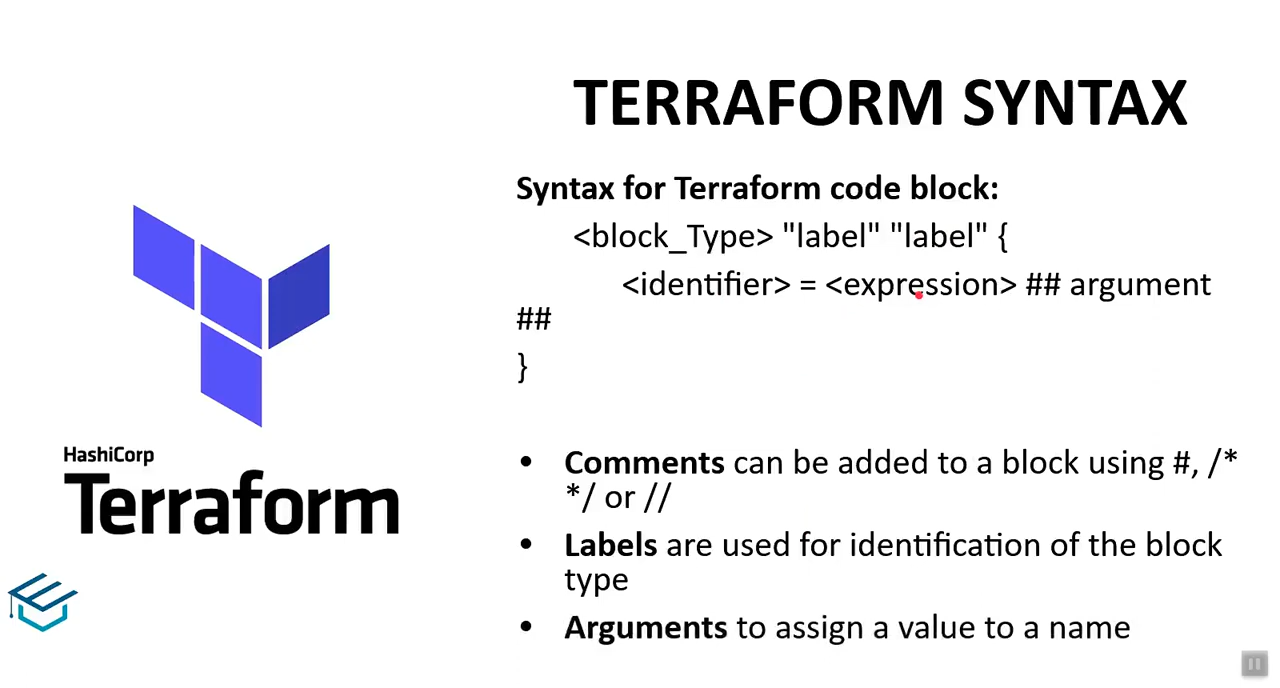 TERRAFORM SYNTAX
Syntax for Terraform code block:
<block_Type> "label" "label" {
<identifier> = <expression> ## argument
##
}
• Comments can be added to a block using #, /*
*/ or //
• Labels are used for identification of the block
type
• Arguments to assign a value to a name
HashiCorp
Terraform